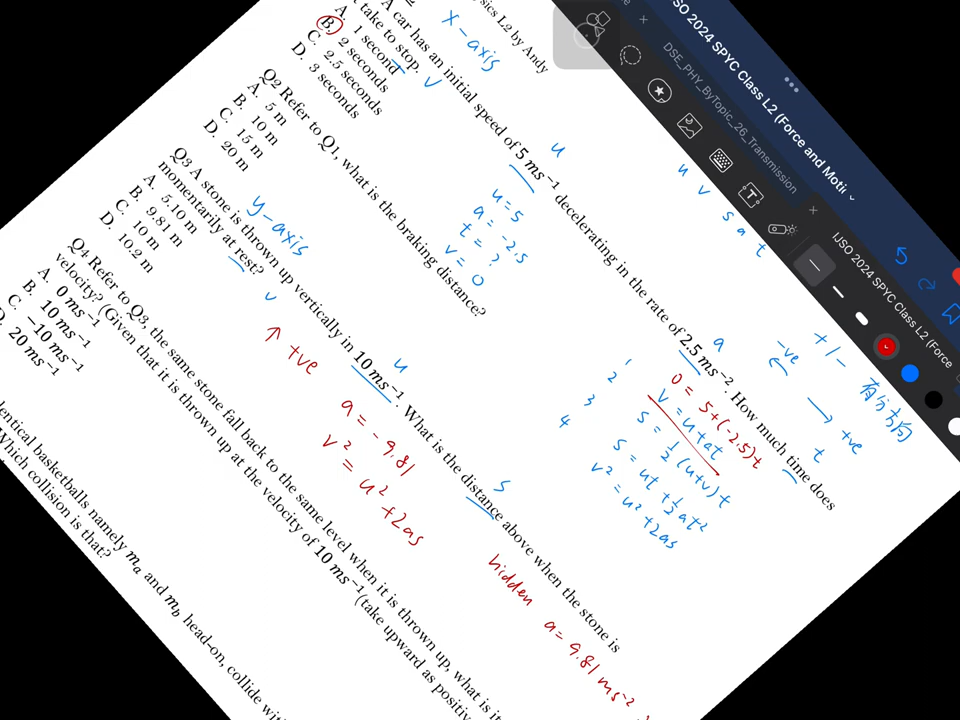 IJSO 2024 SPYC Class L2 (Force and Moti
DSE_PHY_ByTopic_26_Transmission
IJSO 2024 SPYC Class L2 (Force
ysics L2 by Andy
x-axis
A car has an initial speed of 5 ms⁻¹ decelerating in the rate of 2.5 ms⁻². How much time does
it take to stop.
A. 1 second
B. 2 seconds
C. 2.5 seconds
D. 3 seconds
u
v
a
t
u v s a t
+/- 有分方向
-ve
+ve
u = 5
a = -2.5
t = ?
v = 0
0 = 5+(-2.5)t
1 v = u+at
2 s = ½ (u+v) t
3 s = ut + ½at²
4 v² = u² +2as
Q2 Refer to Q1, what is the braking distance?
A. 5 m
B. 10 m
C. 15 m
D. 20 m
y-axis
Q3 A stone is thrown up vertically in 10 ms⁻¹. What is the distance above when the stone is
momentarily at rest?
A. 5.10 m
B. 9.81 m
C. 10 m
D. 10.2 m
v
u
s
↑ +ve
a = -9.81
v² = u² +2as
hidden a = 9.81 ms⁻²
Q4 Refer to Q3, the same stone fall back to the same level when it is thrown up, what is it
velocity? (Given that it is thrown up at the velocity of 10 ms⁻¹(take upward as positiv
A. 0 ms⁻¹
B. 10 ms⁻¹
C. -10 ms⁻¹
D. 20 ms⁻¹
dentical basketballs namely mₐ and m_b head-on, collide wit
Which collision is that?